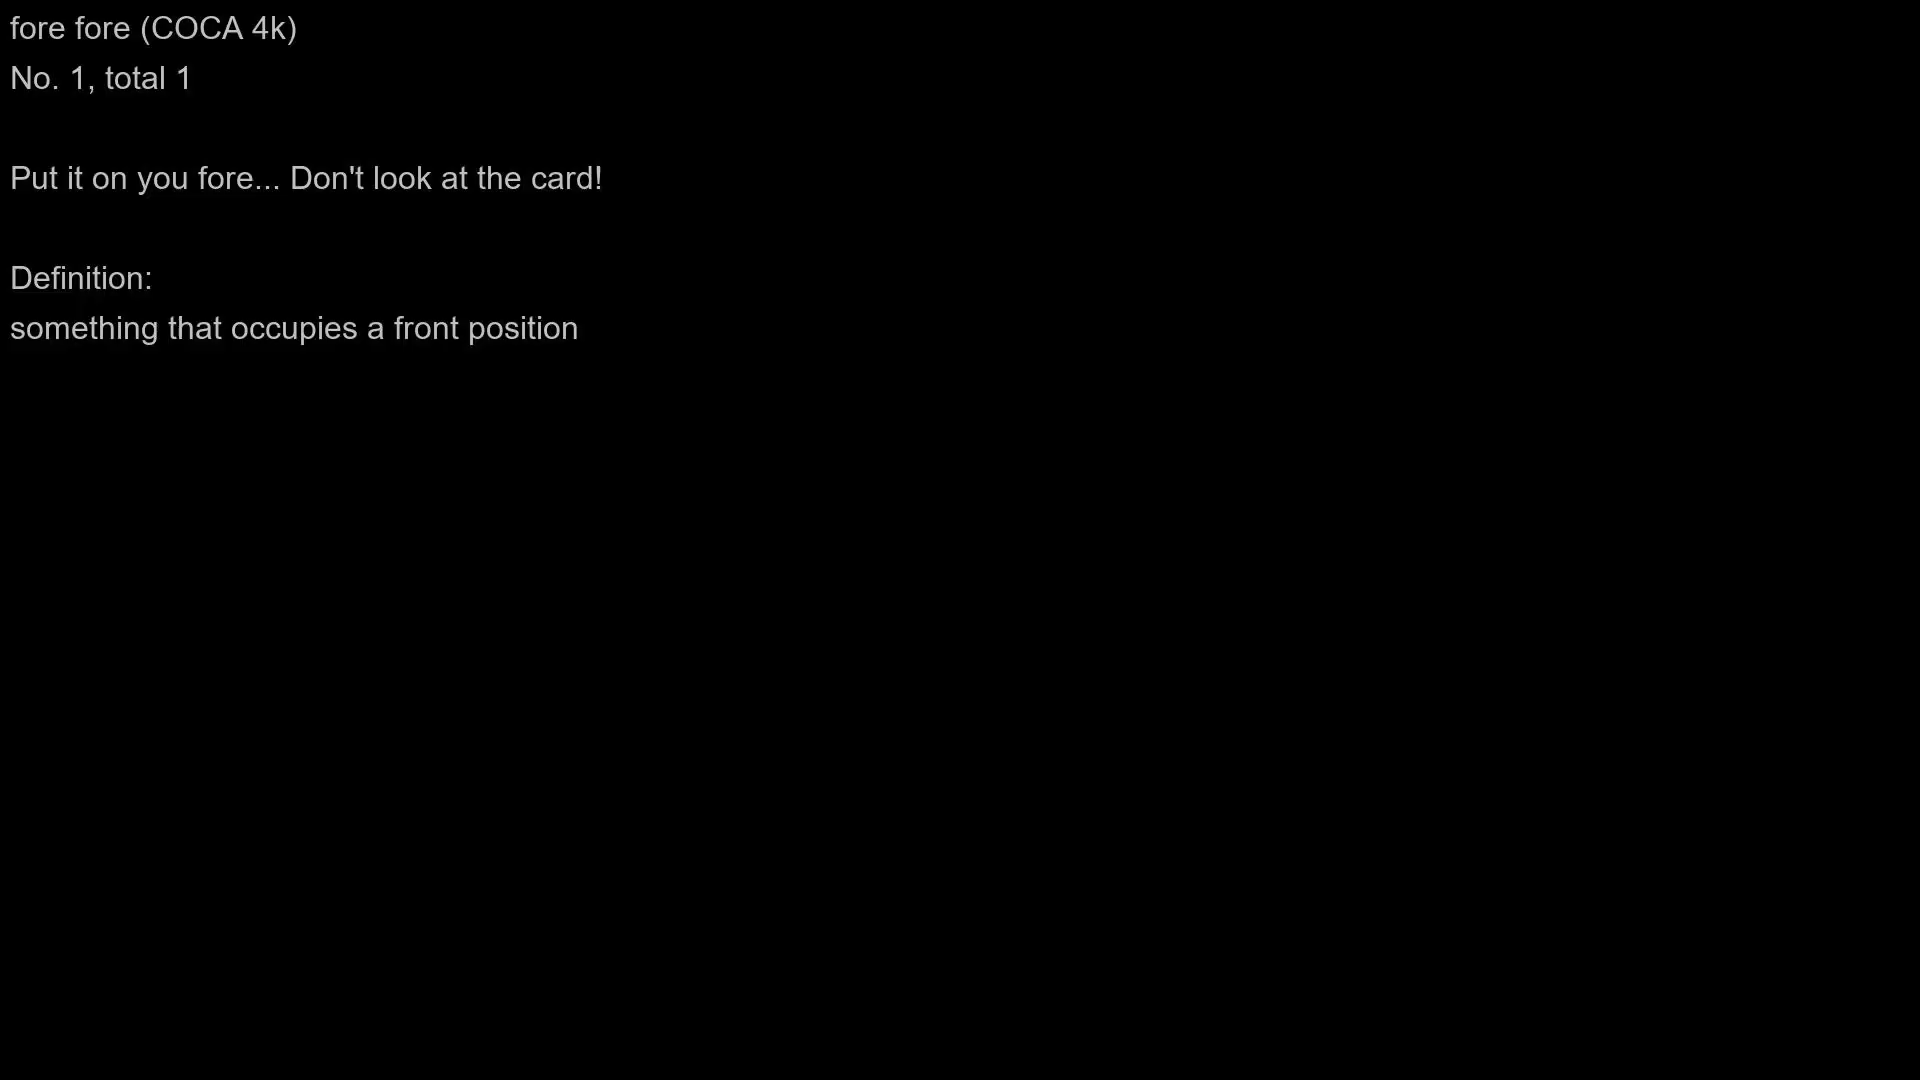 fore fore (COCA 4k)
No. 1, total 1
Put it on you fore... Don't look at the card!
Definition:
something that occupies a front position